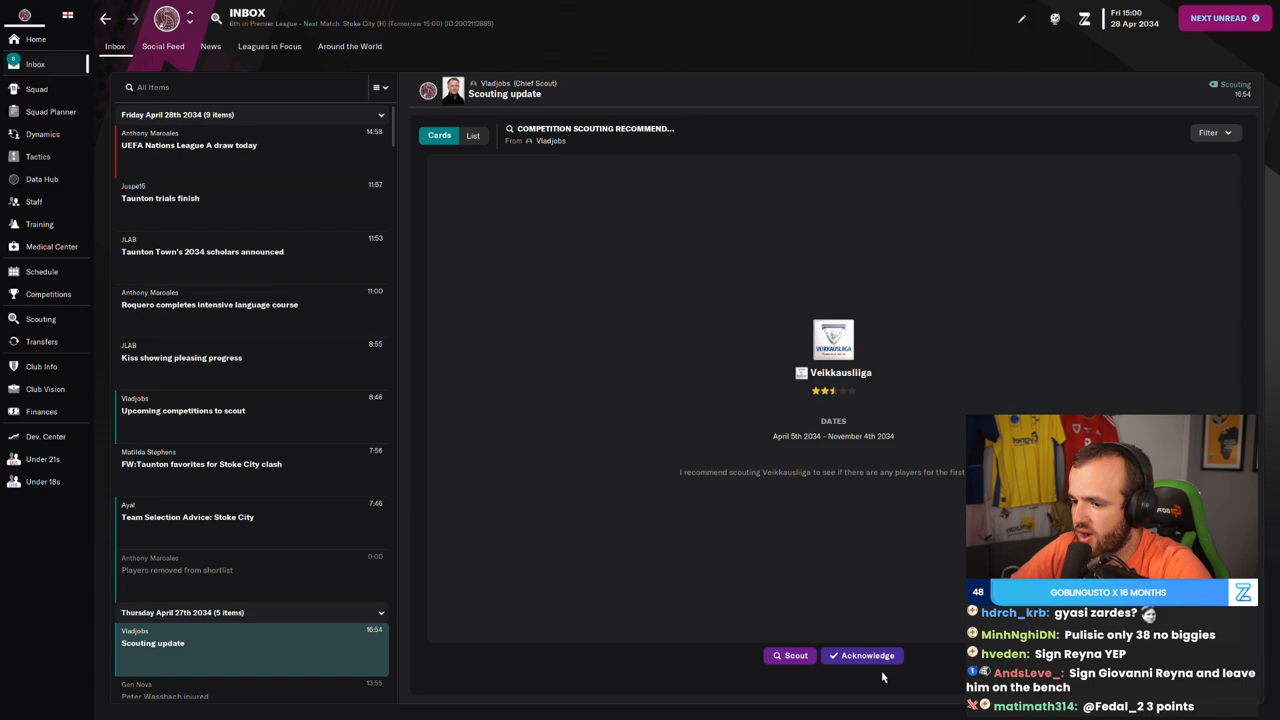 INBOX
6th in Premier League - Next Match: Stoke City (H) (Tomorrow 15:00) (ID:2002112689)
Fri 15:00
28 Apr 2034
NEXT UNREAD
Inbox
Social Feed
News
Leagues in Focus
Around the World
Home
8
Inbox
Squad
Squad Planner
Dynamics
Tactics
Data Hub
Staff
Training
Medical Center
Schedule
Competitions
Scouting
Transfers
Club Info
Club Vision
Finances
Dev. Center
Under 21s
Under 18s
All Items
Friday April 28th 2034 (9 items)
Anthony Marcales 14:58
UEFA Nations League A draw today
Juspe15 11:57
Taunton trials finish
JLAB 11:53
Taunton Town's 2034 scholars announced
Anthony Marcales 11:00
Roquero completes intensive language course
JLAB 8:55
Kiss showing pleasing progress
Vladjobs 8:46
Upcoming competitions to scout
Matilda Stephens 7:56
FW:Taunton favorites for Stoke City clash
Ayal 7:46
Team Selection Advice: Stoke City
Anthony Marcales 0:00
Players removed from shortlist
Thursday April 27th 2034 (5 items)
Vladjobs 16:54
Scouting update
Gen Nova 13:55
Peter Wassbach injured
Vladjobs (Chief Scout)
Scouting update
Scouting
16:54
Cards
List
COMPETITION SCOUTING RECOMMEND...
From Vladjobs
Filter
VEIKKAUSLIIGA
Veikkausliiga
DATES
April 5th 2034 - November 4th 2034
I recommend scouting Veikkausliiga to see if there are any players for the first
Scout
Acknowledge
48
GOBLINGUSTO X 16 MONTHS
hdrch_krb: gyasi zardes?
MinhNghiDN: Pulisic only 38 no biggies
hveden: Sign Reyna YEP
AndsLeve_: Sign Giovanni Reyna and leave
him on the bench
matimath314: @Fedal_2 3 points